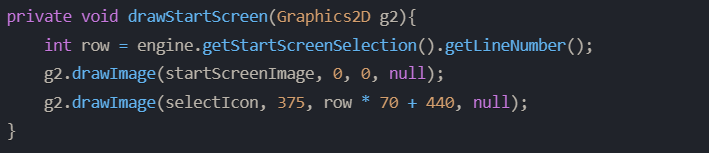 private void drawStartScreen(Graphics2D g2){
    int row = engine.getStartScreenSelection().getLineNumber();
    g2.drawImage(startScreenImage, 0, 0, null);
    g2.drawImage(selectIcon, 375, row * 70 + 440, null);
}